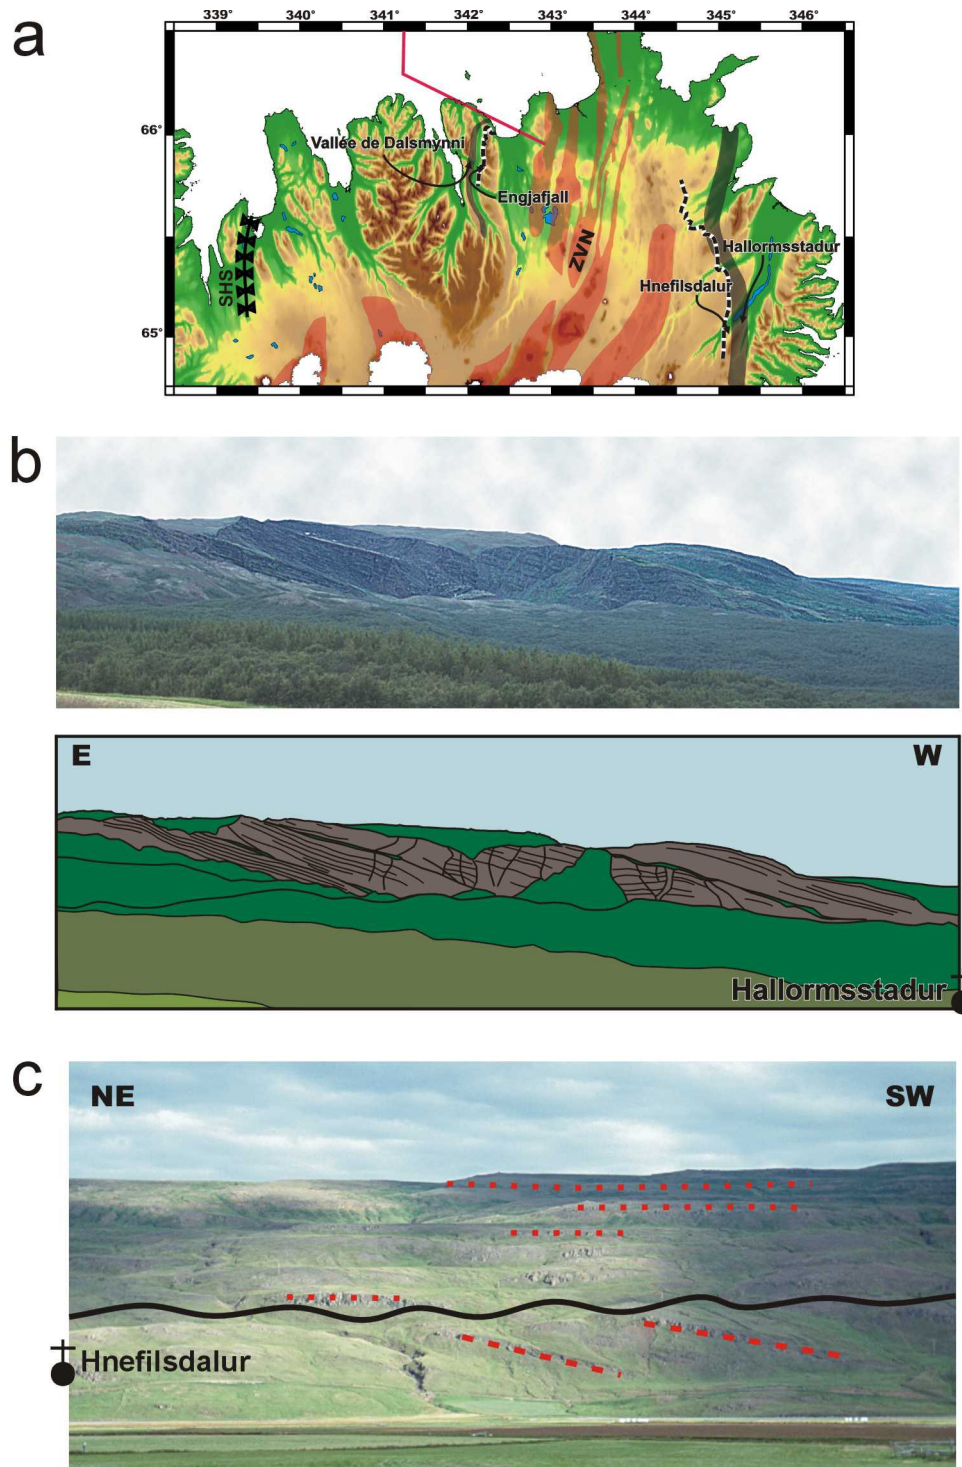 a
339° 340° 341° 342° 343° 344° 345° 346°
66°
65°
Vallée de Dalsmynni
Engjafjall
ZVN
SHS
Hallormsstadur
Hnefilsdalur
b
E W
Hallormsstadur
c
NE SW
Hnefilsdalur